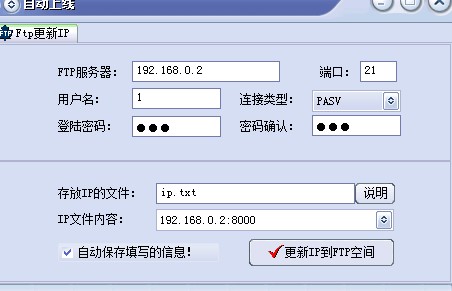 自动上线
FTP Ftp更新IP
FTP服务器: 192.168.0.2 端口: 21
用户名: 1 连接类型: PASV
登陆密码: ●●● 密码确认: ●●●
存放IP的文件: ip.txt 说明
IP文件内容: 192.168.0.2:8000
自动保存填写的信息! 更新IP到FTP空间